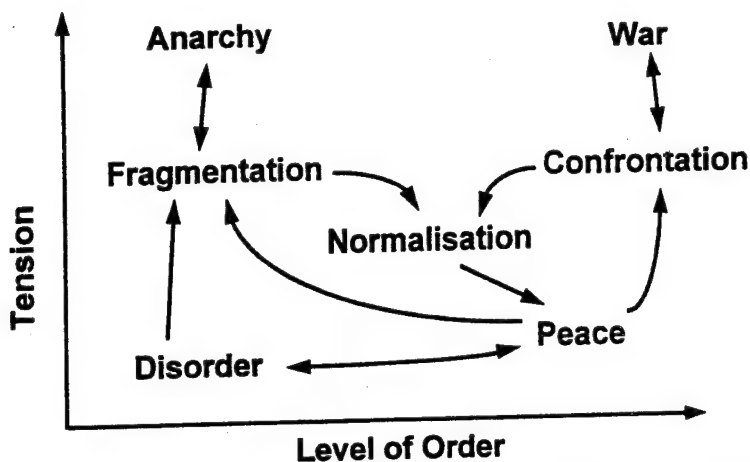 Anarchy
War
Fragmentation
Confrontation
Normalisation
Peace
Disorder
Tension
Level of Order